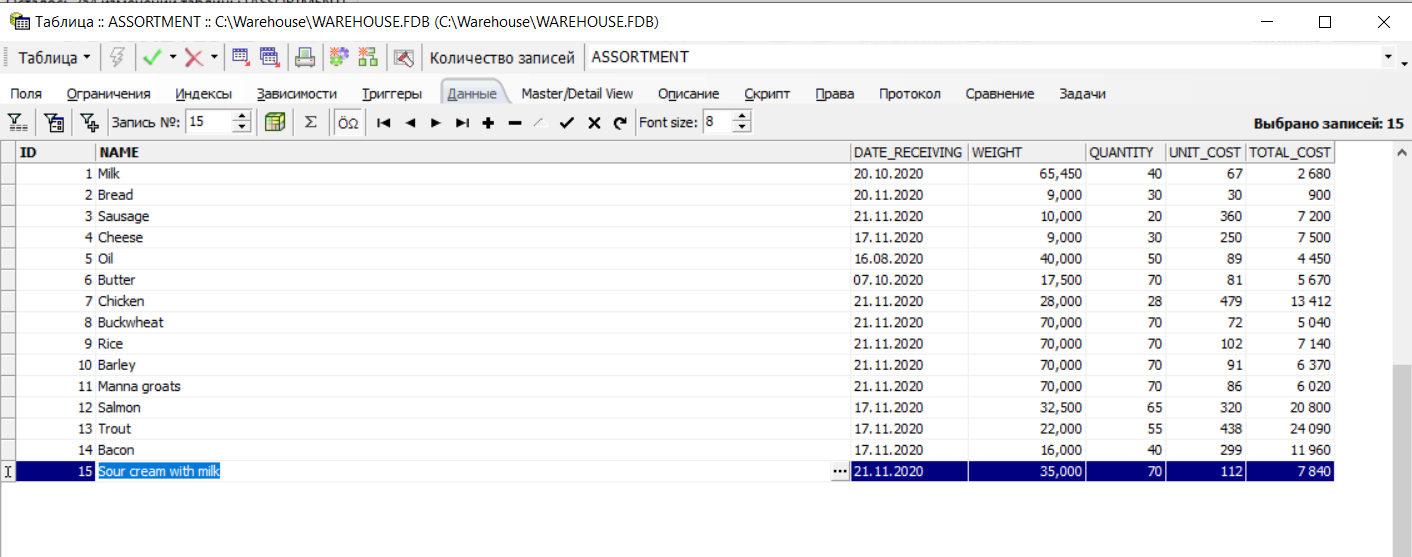 Таблица :: ASSORTMENT :: C:\Warehouse\WAREHOUSE.FDB (C:\Warehouse\WAREHOUSE.FDB)
Таблица Количество записей ASSORTMENT
Поля Ограничения Индексы Зависимости Триггеры Данные Master/Detail View Описание Скрипт Права Протокол Сравнение Задачи
Запись №: 15 Σ ÖΩ Font size: 8 Выбрано записей: 15
ID NAME DATE_RECEIVING WEIGHT QUANTITY UNIT_COST TOTAL_COST
1 Milk 20.10.2020 65,450 40 67 2 680
2 Bread 20.11.2020 9,000 30 30 900
3 Sausage 21.11.2020 10,000 20 360 7 200
4 Cheese 17.11.2020 9,000 30 250 7 500
5 Oil 16.08.2020 40,000 50 89 4 450
6 Butter 07.10.2020 17,500 70 81 5 670
7 Chicken 21.11.2020 28,000 28 479 13 412
8 Buckwheat 21.11.2020 70,000 70 72 5 040
9 Rice 21.11.2020 70,000 70 102 7 140
10 Barley 21.11.2020 70,000 70 91 6 370
11 Manna groats 21.11.2020 70,000 70 86 6 020
12 Salmon 17.11.2020 32,500 65 320 20 800
13 Trout 17.11.2020 22,000 55 438 24 090
14 Bacon 17.11.2020 16,000 40 299 11 960
15 Sour cream with milk ... 21.11.2020 35,000 70 112 7 840